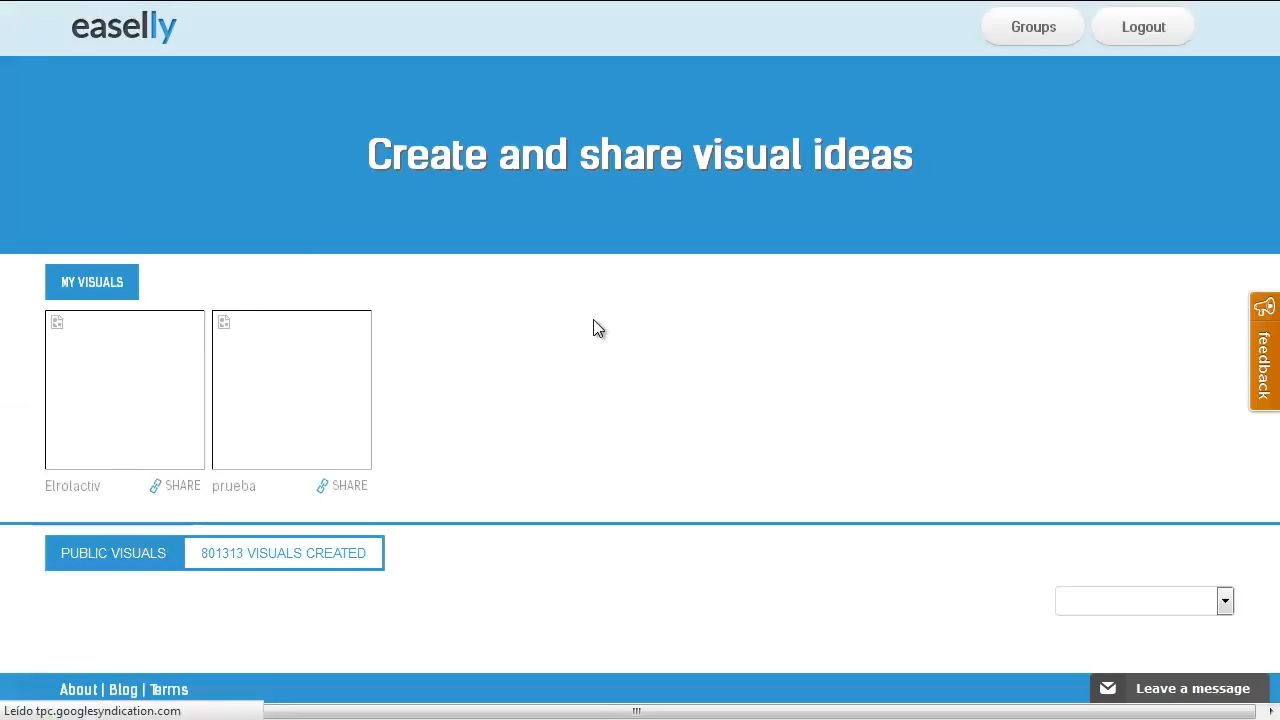 easelly
Groups
Logout
Create and share visual ideas
MY VISUALS
Elrolactiv
SHARE
prueba
SHARE
feedback
PUBLIC VISUALS
801313 VISUALS CREATED
About | Blog | Terms
Leave a message
Leído tpc.googlesyndication.com